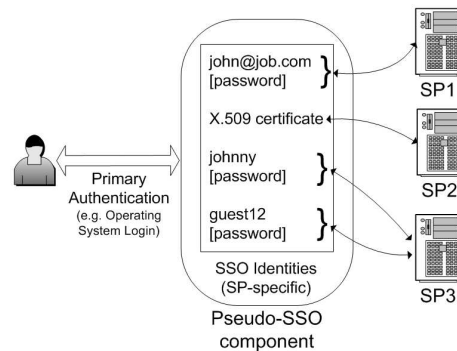 john@job.com
[password]
X.509 certificate
johnny
[password]
guest12
[password]
SSO Identities
(SP-specific)
Pseudo-SSO
component
Primary
Authentication
(e.g. Operating
System Login)
SP1
SP2
SP3